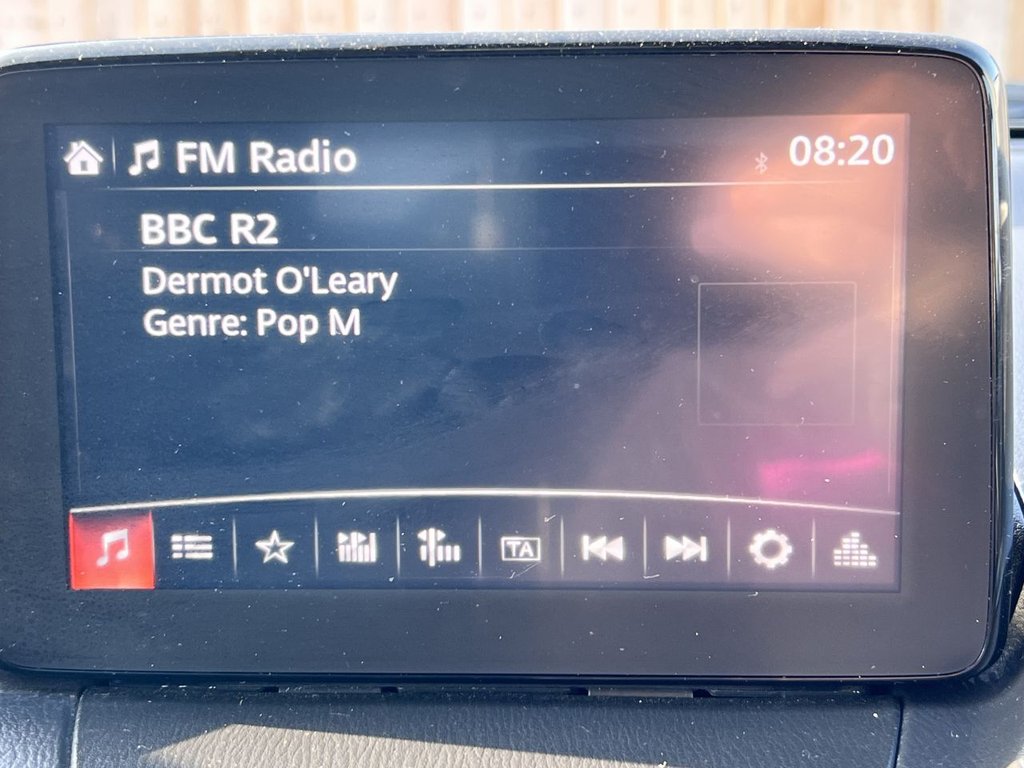 FM Radio
08:20
BBC R2
Dermot O'Leary
Genre: Pop M
TA